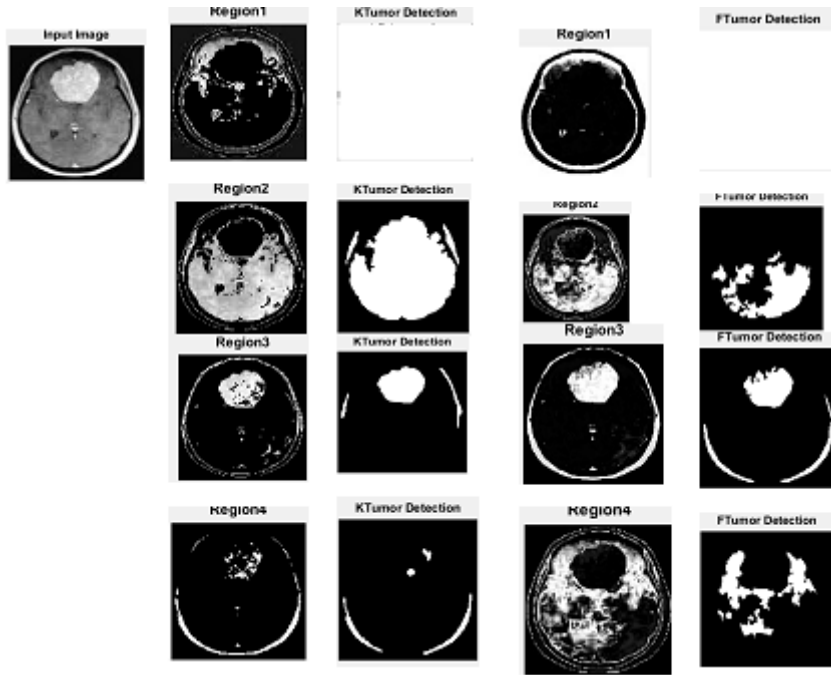 Input Image
Region1
KTumor Detection
Region1
FTumor Detection
Region2
KTumor Detection
Region2
FTumor Detection
Region3
KTumor Detection
Region3
FTumor Detection
Region4
KTumor Detection
Region4
FTumor Detection